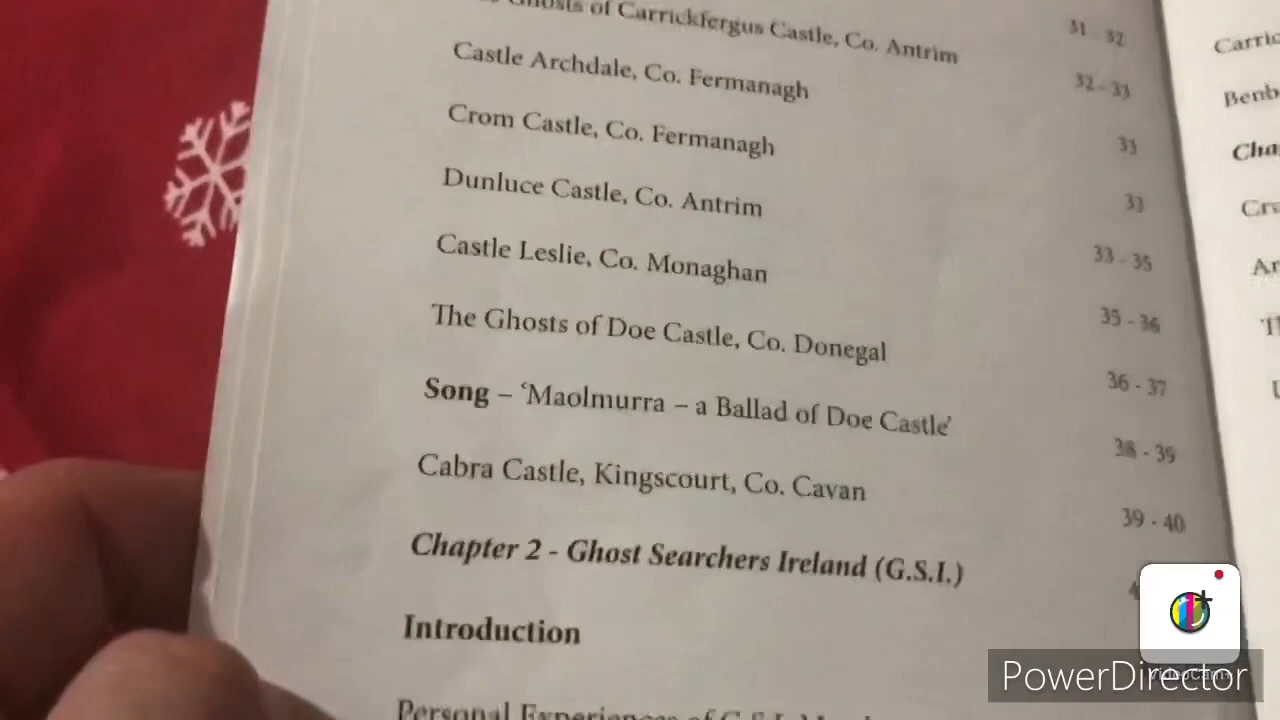 Ghosts of Carrickfergus Castle, Co. Antrim 31 - 32
Castle Archdale, Co. Fermanagh 32 - 33
Crom Castle, Co. Fermanagh 33
Dunluce Castle, Co. Antrim 33
Castle Leslie, Co. Monaghan 33 - 35
The Ghosts of Doe Castle, Co. Donegal 35 - 36
Song – ‘Maolmurra – a Ballad of Doe Castle’ 36 - 37
Cabra Castle, Kingscourt, Co. Cavan 38 - 39
Chapter 2 - Ghost Searchers Ireland (G.S.I.) 39 - 40
Introduction
Personal Experiences of G.S.I.
PowerDirector